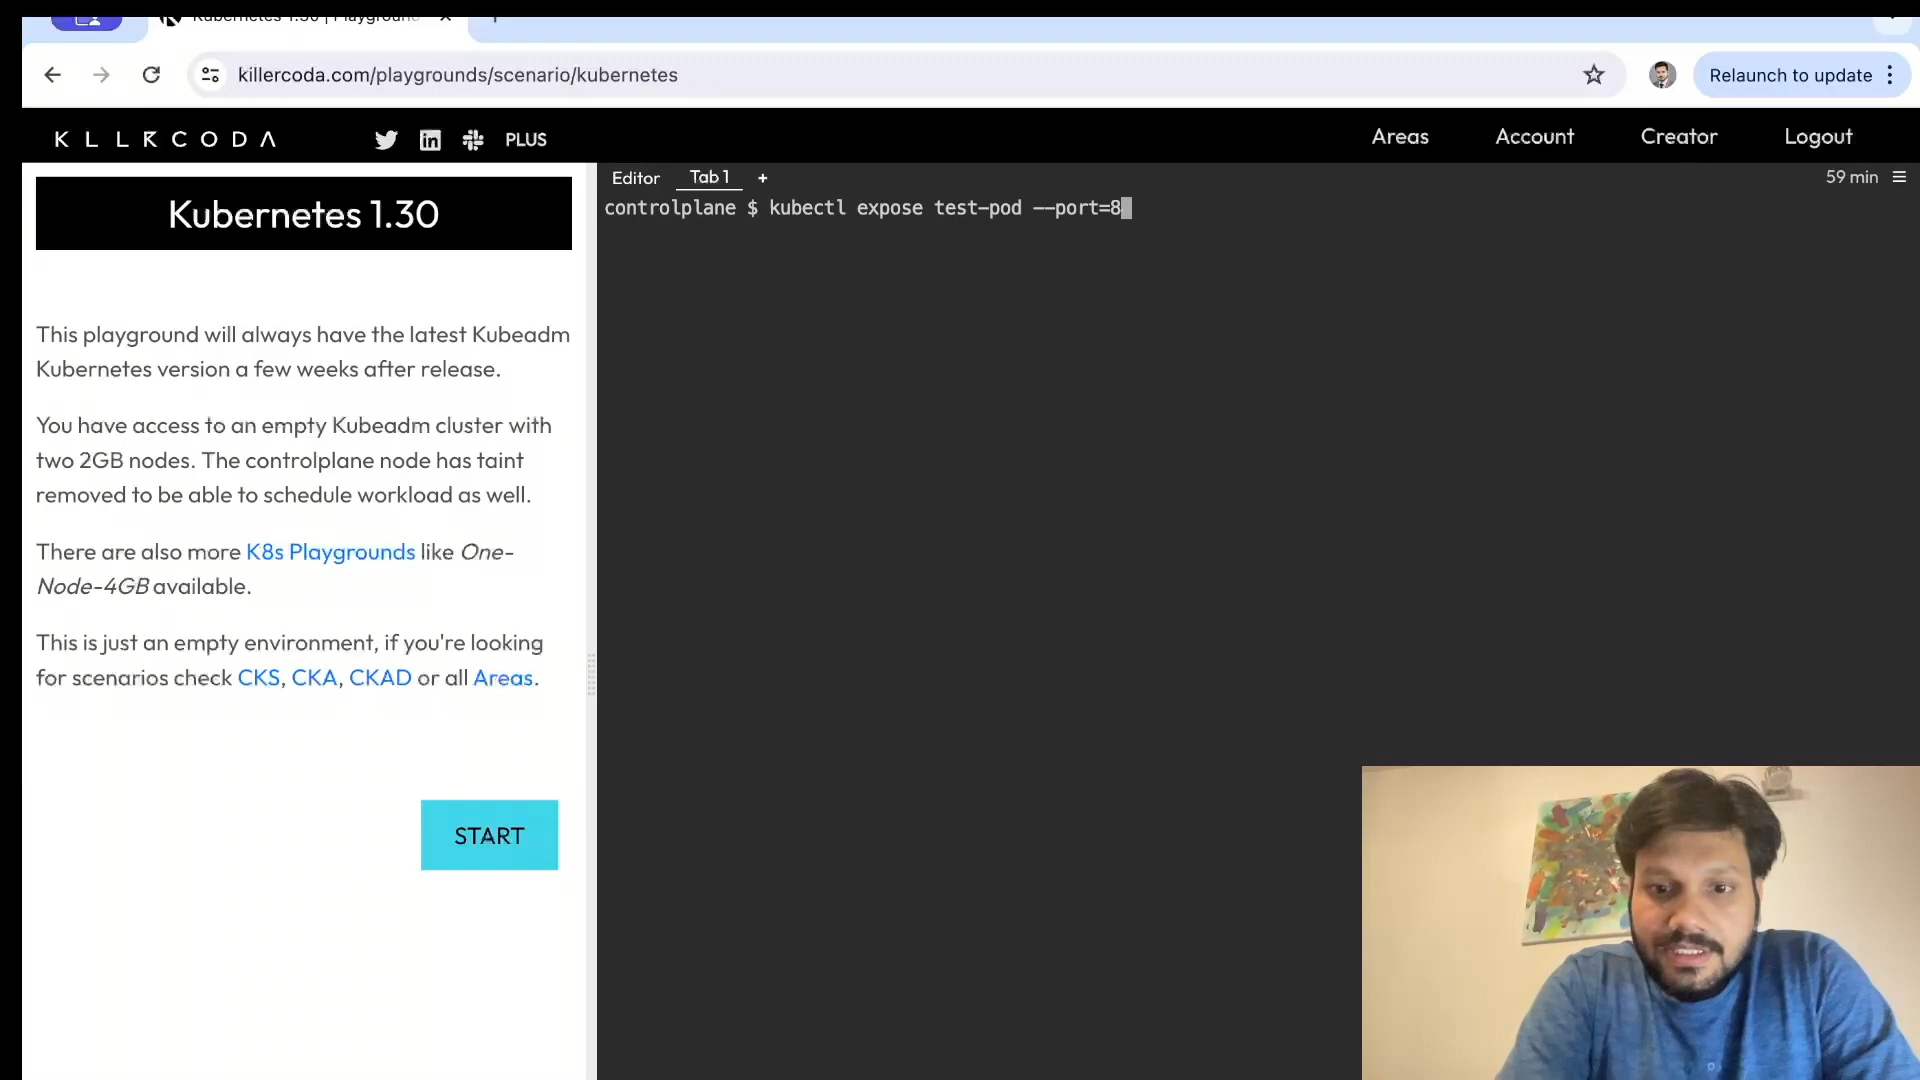 Kubernetes 1.30 | Playground
killercoda.com/playgrounds/scenario/kubernetes
Relaunch to update
KILLERCODA
PLUS
Areas
Account
Creator
Logout
Kubernetes 1.30
This playground will always have the latest Kubeadm
Kubernetes version a few weeks after release.
You have access to an empty Kubeadm cluster with
two 2GB nodes. The controlplane node has taint
removed to be able to schedule workload as well.
There are also more K8s Playgrounds like One-
Node-4GB available.
This is just an empty environment, if you're looking
for scenarios check CKS, CKA, CKAD or all Areas.
START
Editor
Tab 1
+
59 min
controlplane $ kubectl expose test-pod --port=8